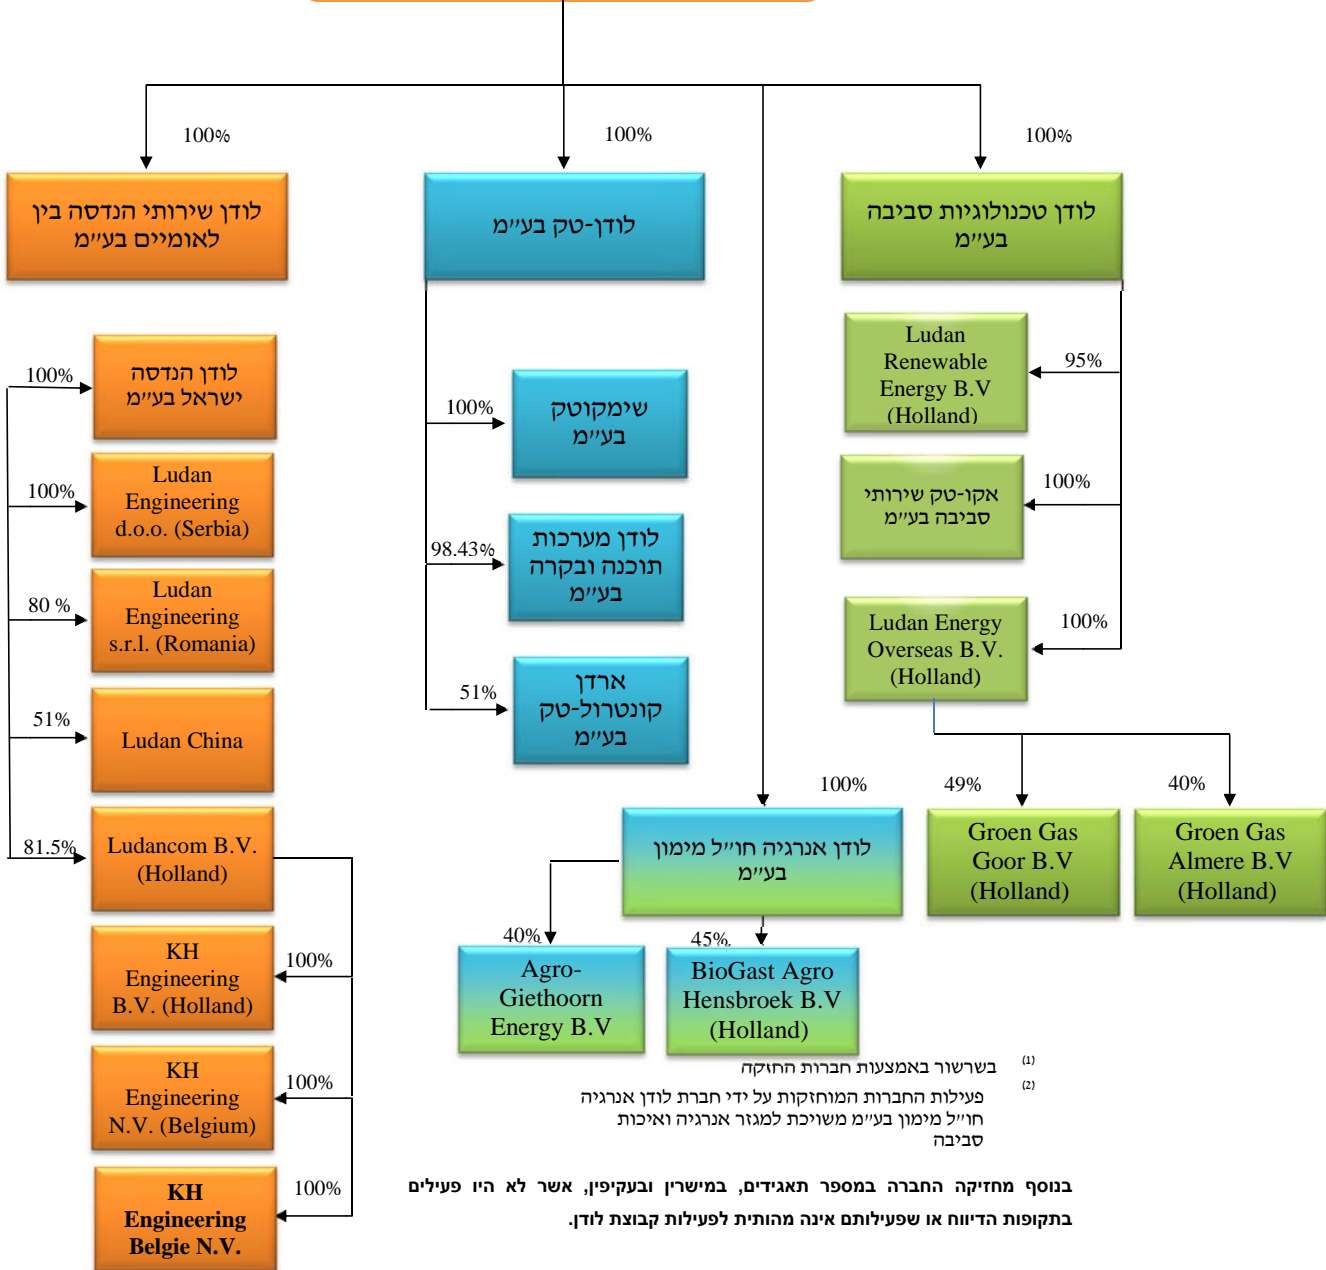 100%
100%
100%
לודן שירותי הנדסה בין
לאומיים בע"מ
לודן-טק בע"מ
לודן טכנולוגיות סביבה
בע"מ
100%
לודן הנדסה
ישראל בע"מ
100%
Ludan
Engineering
d.o.o. (Serbia)
80 %
Ludan
Engineering
s.r.l. (Romania)
51%
Ludan China
81.5%
Ludancom B.V.
(Holland)
KH
Engineering
B.V. (Holland)
100%
KH
Engineering
N.V. (Belgium)
100%
KH
Engineering
Belgie N.V.
100%
100%
שימקוטק
בע"מ
98.43%
לודן מערכות
תוכנה ובקרה
בע"מ
51%
ארדן
קונטרול-טק
בע"מ
Ludan
Renewable
Energy B.V
(Holland)
95%
אקו-טק שירותי
סביבה בע"מ
100%
Ludan Energy
Overseas B.V.
(Holland)
100%
100%
49%
40%
לודן אנרגיה חו"ל מימון
בע"מ
Groen Gas
Goor B.V
(Holland)
Groen Gas
Almere B.V
(Holland)
40%
45%
Agro-
Giethoorn
Energy B.V
BioGast Agro
Hensbroek B.V
(Holland)
(1) בשרשור באמצעות חברות החזקה
(2) פעילות החברות המוחזקות על ידי חברת לודן אנרגיה
חו"ל מימון בע"מ משויכת למגזר אנרגיה ואיכות
סביבה
בנוסף מחזיקה החברה במספר תאגידים, במישרין ובעקיפין, אשר לא היו פעילים
בתקופות הדיווח או שפעילותם אינה מהותית לפעילות קבוצת לודן.